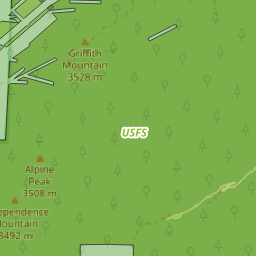 Griffith
Mountain
3528 m
USFS
Alpine
Peak
3508 m
ependence
Mountain
3492 m